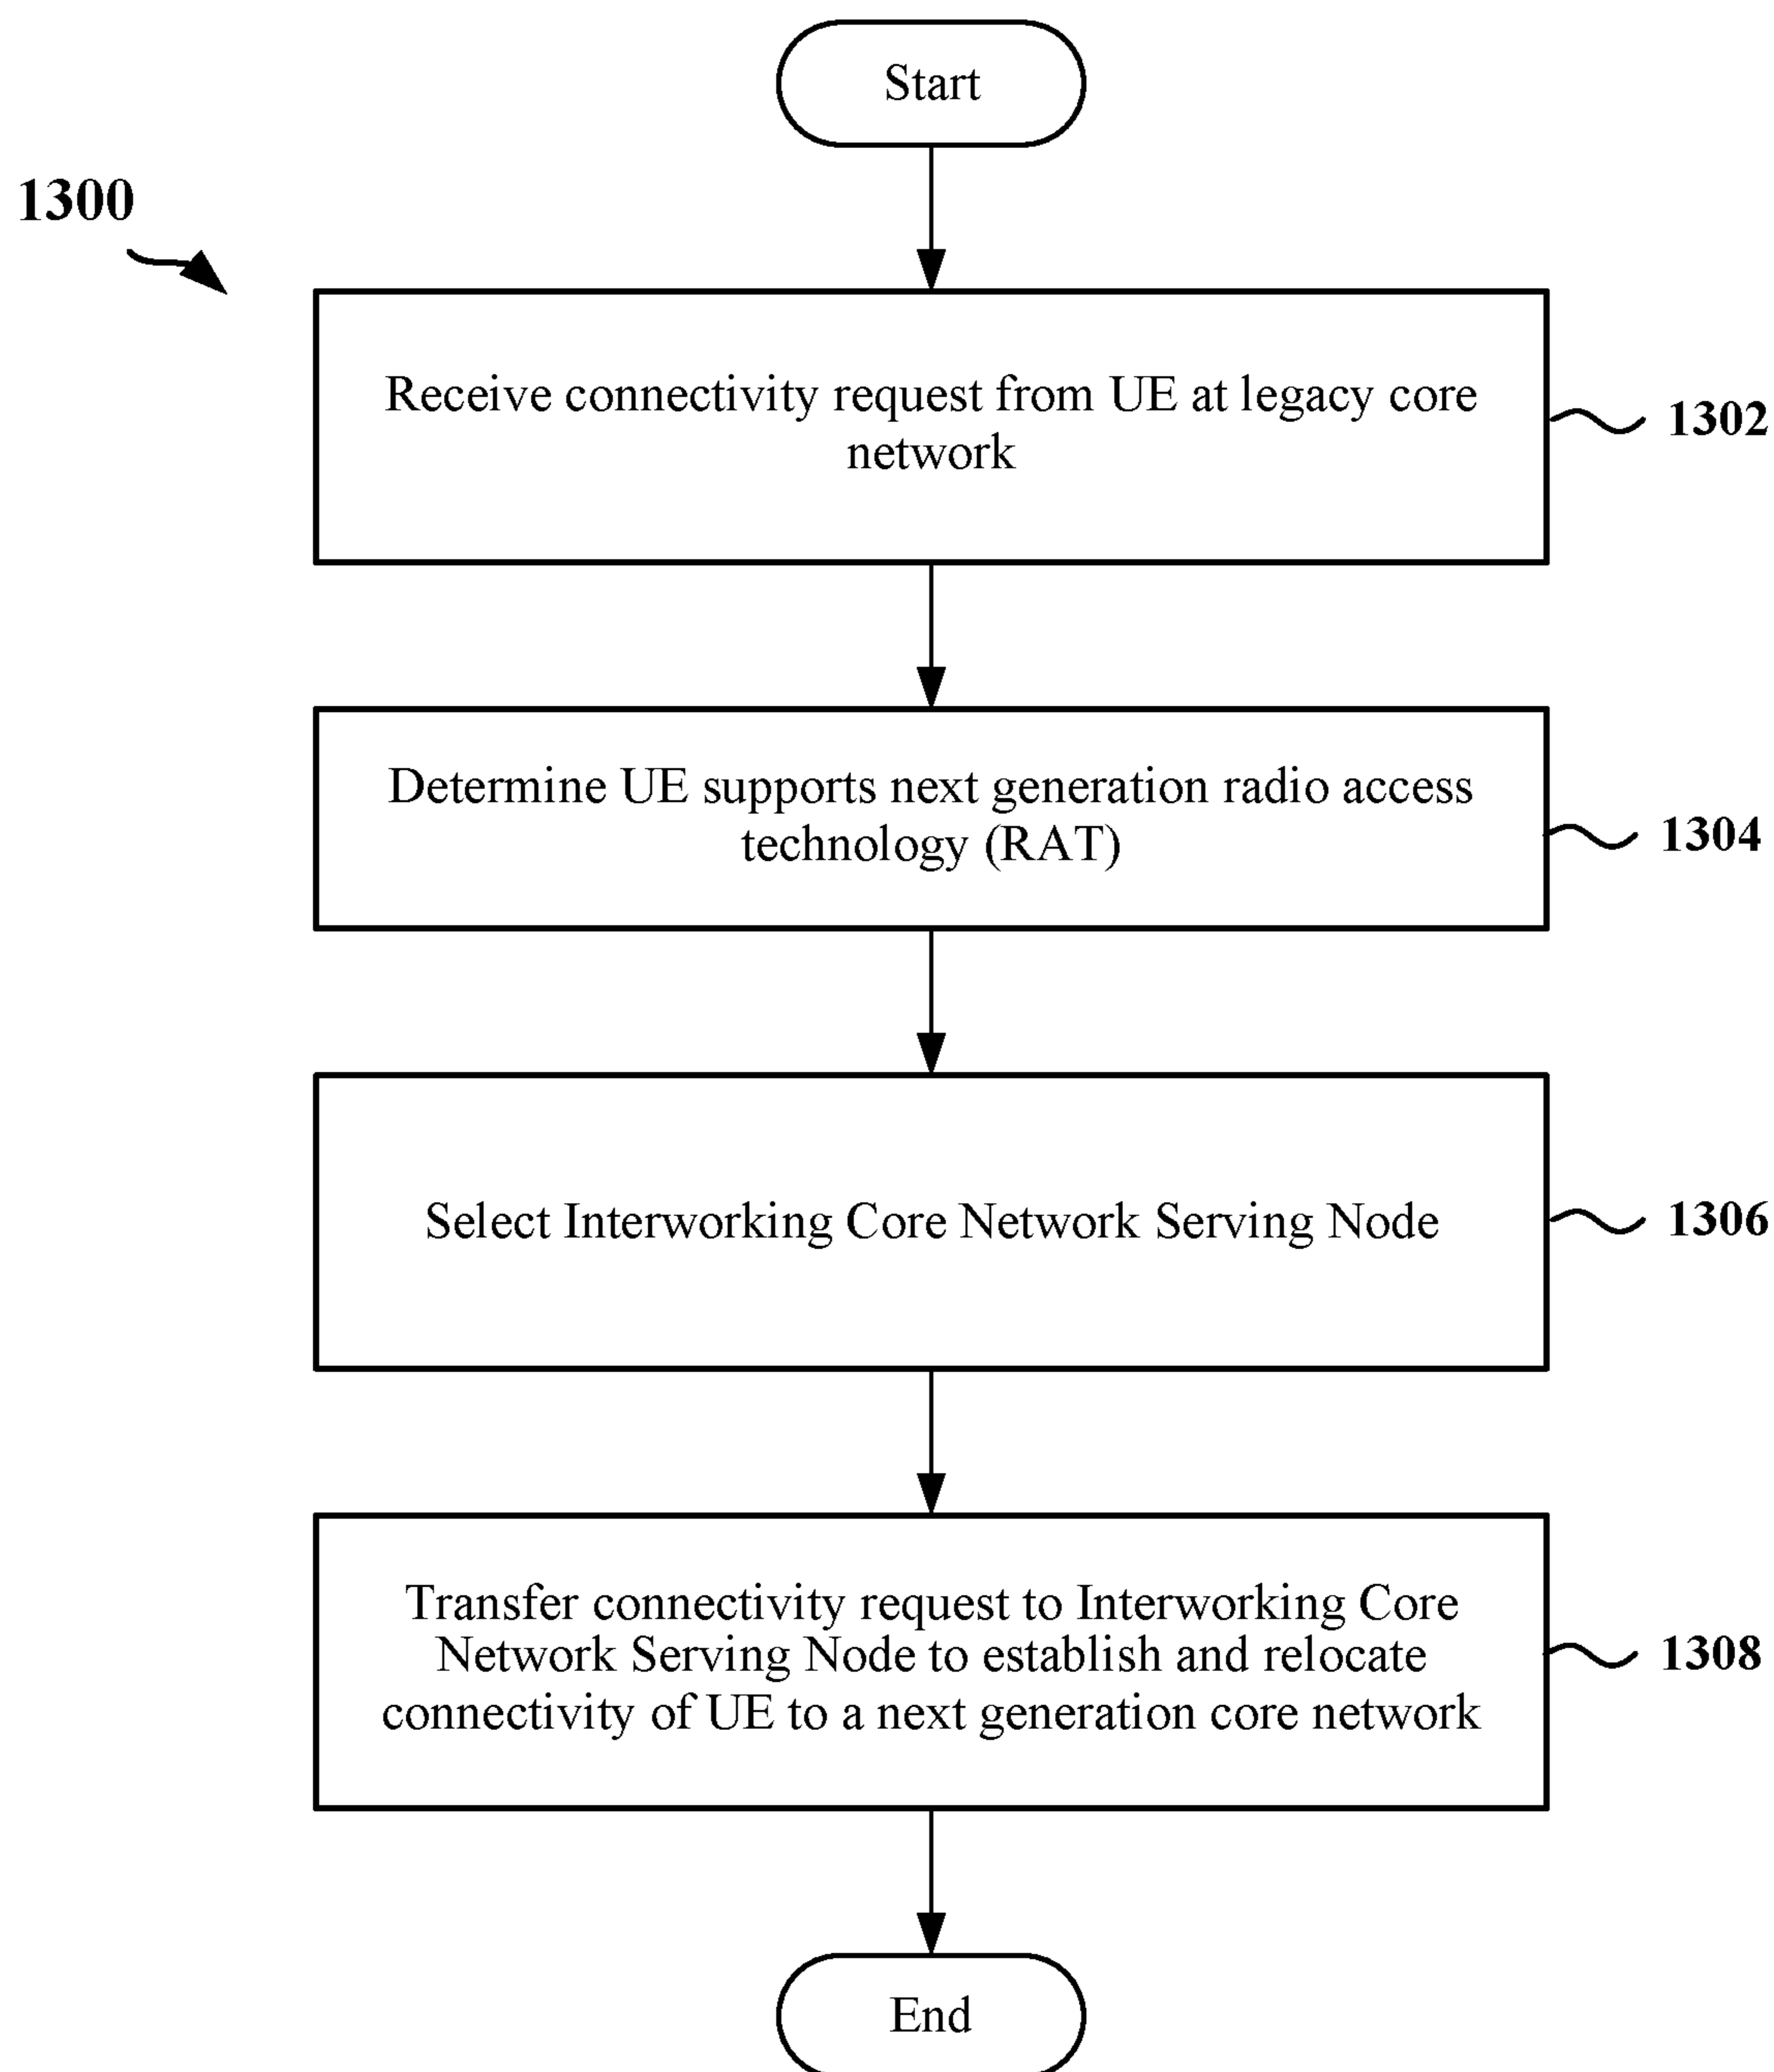 Start
1300
Receive connectivity request from UE at legacy core
network
1302
Determine UE supports next generation radio access
technology (RAT)
1304
Select Interworking Core Network Serving Node
1306
Transfer connectivity request to Interworking Core
Network Serving Node to establish and relocate
connectivity of UE to a next generation core network
1308
End